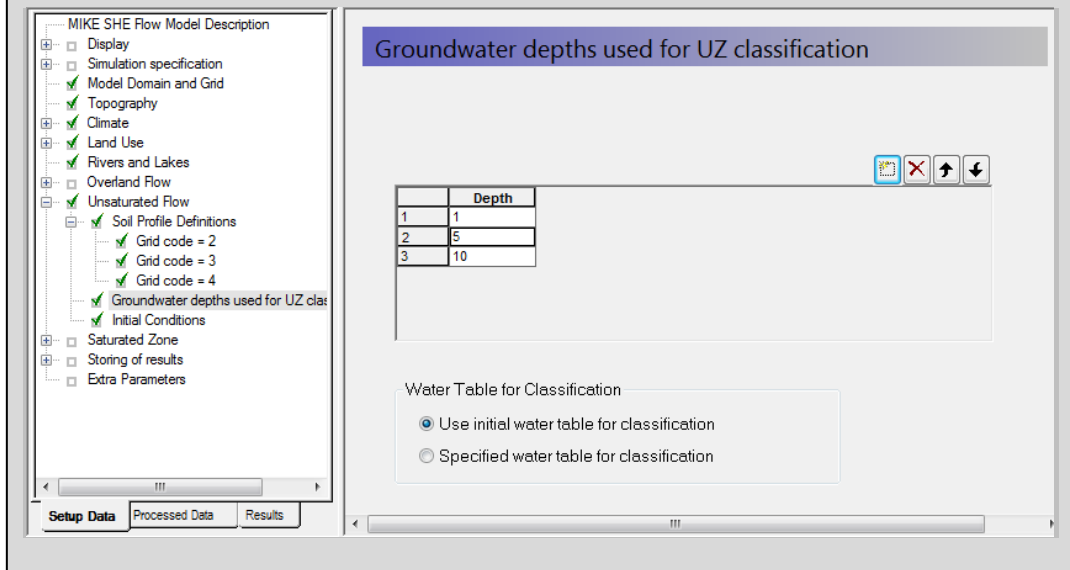 MIKE SHE Flow Model Description
Display
Simulation specification
Model Domain and Grid
Topography
Climate
Land Use
Rivers and Lakes
Overland Flow
Unsaturated Flow
Soil Profile Definitions
Grid code = 2
Grid code = 3
Grid code = 4
Groundwater depths used for UZ clas
Initial Conditions
Saturated Zone
Storing of results
Extra Parameters
Setup Data Processed Data Results
Groundwater depths used for UZ classification
Depth
1 1
2 5
3 10
Water Table for Classification
Use initial water table for classification
Specified water table for classification